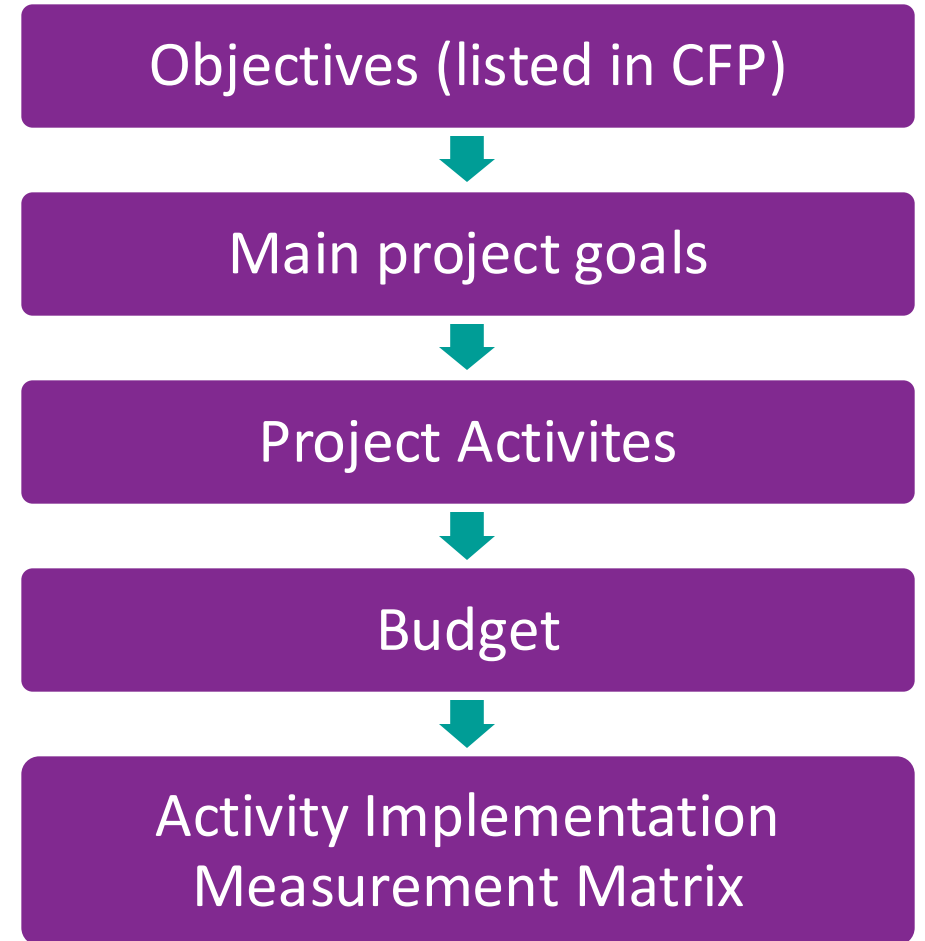 Objectives (listed in CFP)
Main project goals
Project Activites
Budget
Activity Implementation
Measurement Matrix